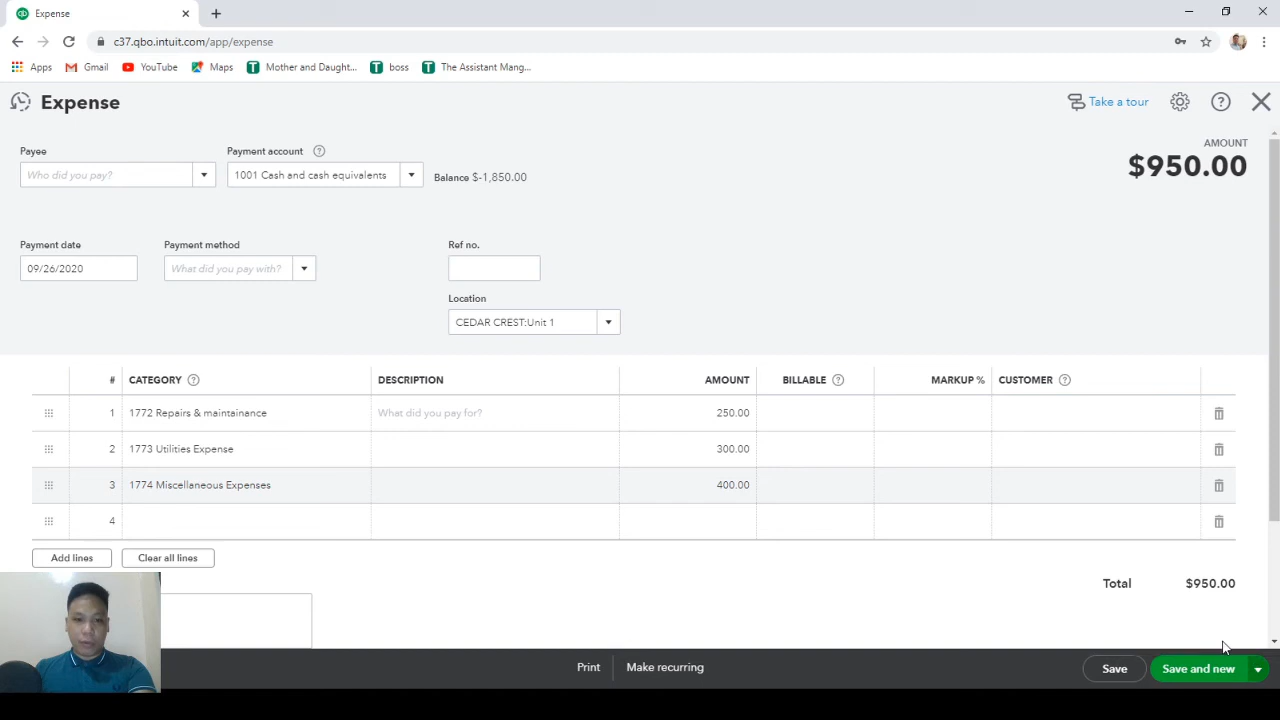 Expense
c37.qbo.intuit.com/app/expense
Apps Gmail YouTube Maps Mother and Daught... boss The Assistant Mang...
Expense
Take a tour
Payee Payment account
AMOUNT
Who did you pay? 1001 Cash and cash equivalents Balance $-1,850.00
$950.00
Payment date Payment method Ref no.
09/26/2020 What did you pay with?
Location
CEDAR CREST:Unit 1
# CATEGORY DESCRIPTION AMOUNT BILLABLE MARKUP % CUSTOMER
1 1772 Repairs & maintainance What did you pay for? 250.00
2 1773 Utilities Expense 300.00
3 1774 Miscellaneous Expenses 400.00
4
Add lines Clear all lines
Total $950.00
Print Make recurring Save Save and new